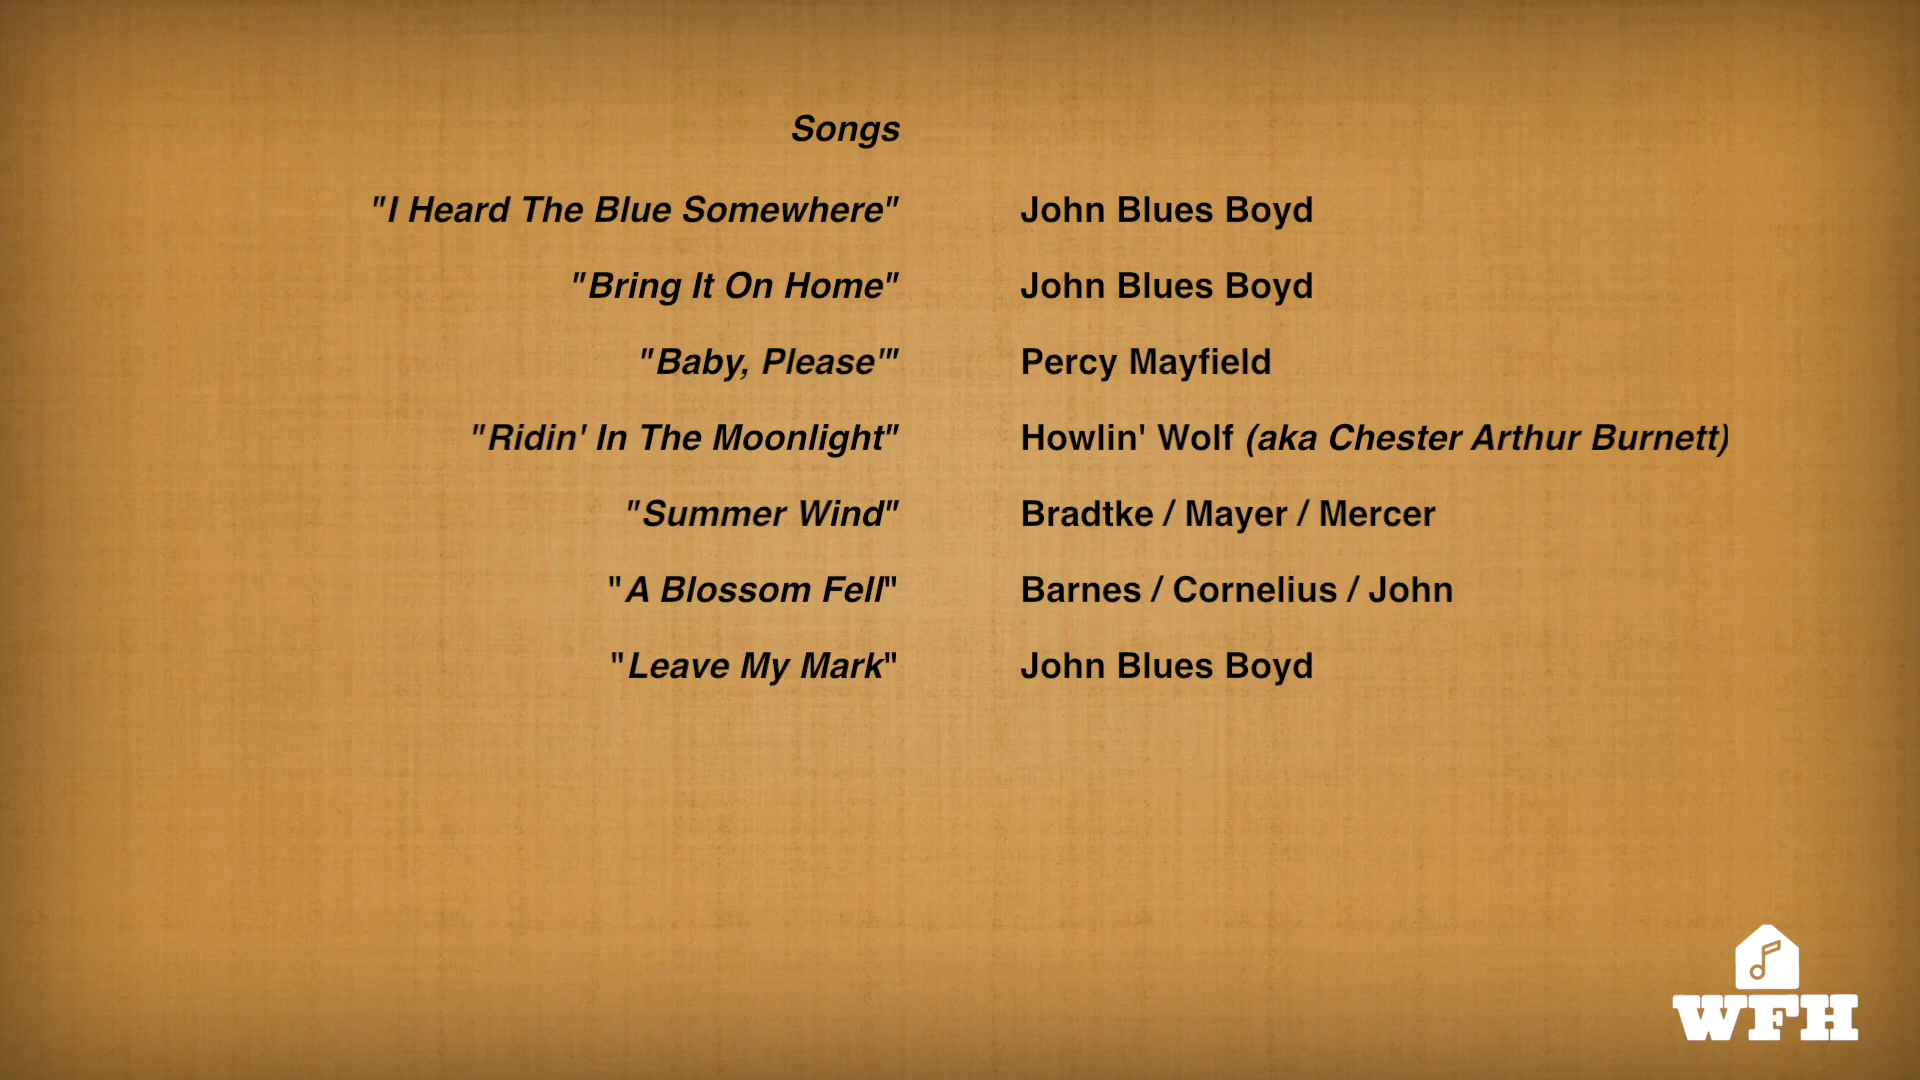 Songs
"I Heard The Blue Somewhere" John Blues Boyd
"Bring It On Home" John Blues Boyd
"Baby, Please'" Percy Mayfield
"Ridin' In The Moonlight" Howlin' Wolf (aka Chester Arthur Burnett)
"Summer Wind" Bradtke / Mayer / Mercer
"A Blossom Fell" Barnes / Cornelius / John
"Leave My Mark" John Blues Boyd
WFH